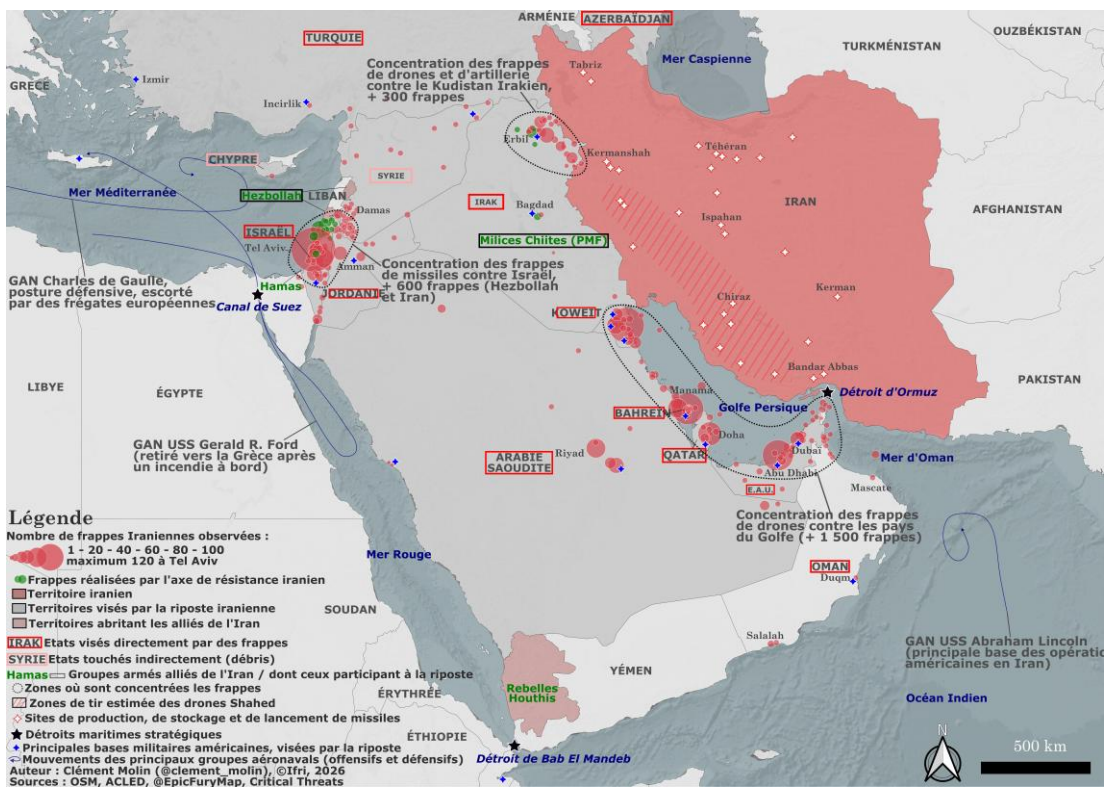 ARMÉNIE
AZERBAÏDJAN
OUZBÉKISTAN
TURQUIE
TURKMÉNISTAN
Mer Caspienne
Concentration des frappes
de drones et d'artillerie
contre le Kudistan Irakien,
+ 300 frappes
Tabriz
GRECE
Izmir
Incirlik
Erbil
Kermanshah
Téhéran
CHYPRE
SYRIE
Mer Méditerranée
Hezbollah
LIBAN
IRAK
Bagdad
IRAN
Ispahan
AFGHANISTAN
Damas
ISRAËL
Tel Aviv
Milices Chiites (PMF)
Amman
Concentration des frappes
de missiles contre Israël,
+ 600 frappes (Hezbollah
et Iran)
GAN Charles de Gaulle,
posture défensive, escorté
par des frégates européennes
Hamas
JORDANIE
Canal de Suez
Kerman
Chiraz
KOWEIT
Bandar Abbas
PAKISTAN
LIBYE
ÉGYPTE
Manama
Golfe Persique
Détroit d'Ormuz
BAHREÏN
Doha
GAN USS Gerald R. Ford
(retiré vers la Grèce après
un incendie à bord)
Riyad
ARABIE
SAOUDITE
QATAR
Dubaï
Abu Dhabi
Mer d'Oman
Mascate
E.A.U.
Concentration des frappes
de drones contre les pays
du Golfe (+ 1 500 frappes)
Mer Rouge
OMAN
Duqm
SOUDAN
Salalah
GAN USS Abraham Lincoln
(principale base des opératio
américaines en Iran)
YÉMEN
ÉRYTHRÉE
Rebelles
Houthis
Océan Indien
ÉTHIOPIE
Détroit de Bab El Mandeb
N
500 km
Légende
Nombre de frappes Iraniennes observées :
1 - 20 - 40 - 60 - 80 - 100
maximum 120 à Tel Aviv
Frappes réalisées par l'axe de résistance iranien
Territoire iranien
Territoires visés par la riposte iranienne
Territoires abritant les alliés de l'Iran
IRAK Etats visés directement par des frappes
SYRIE Etats touchés indirectement (débris)
Hamas Groupes armés alliés de l'Iran / dont ceux participent à la riposte
Zones où sont concentrées les frappes
Zones de tir estimée des drones Shahed
Sites de production, de stockage et de lancement de missiles
Détroits maritimes stratégiques
Principales bases militaires américaines, visées par la riposte
Mouvements des principaux groupes aéronavals (offensifs et défensifs)
Auteur : Clément Molin (@clement_molin), ©Ifri, 2026
Sources : OSM, ACLED, @EpicFuryMap, Critical Threats